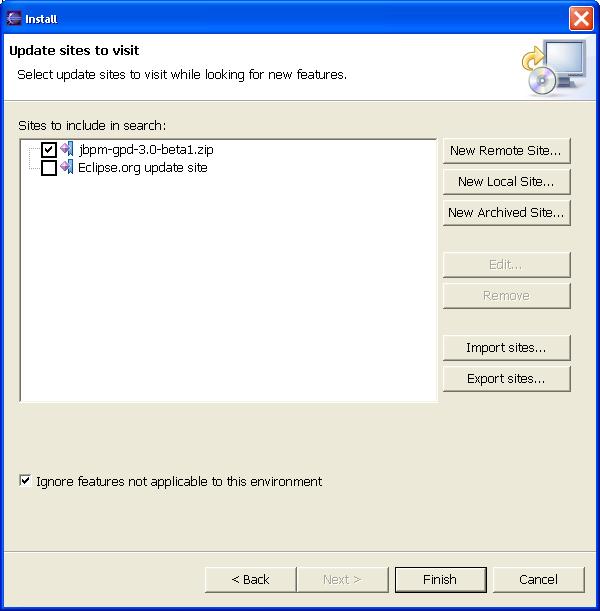 Install
Update sites to visit
Select update sites to visit while looking for new features.
Sites to include in search:
jbpm-gpd-3.0-beta1.zip
Eclipse.org update site
New Remote Site...
New Local Site...
New Archived Site...
Edit...
Remove
Import sites...
Export sites...
Ignore features not applicable to this environment
< Back
Next >
Finish
Cancel